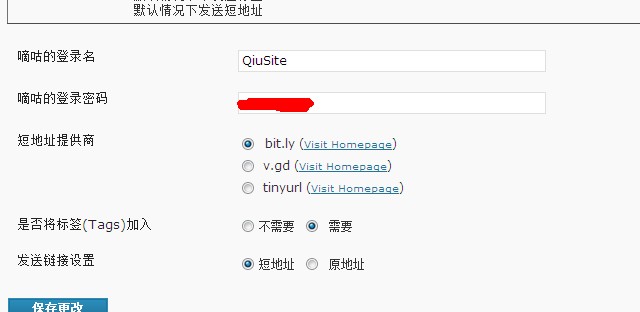 默认情况下发送短地址
嘀咕的登录名 QiuSite
嘀咕的登录密码
短地址提供商 bit.ly (Visit Homepage)
v.gd (Visit Homepage)
tinyurl (Visit Homepage)
是否将标签(Tags)加入 不需要 需要
发送链接设置 短地址 原地址
保存更改